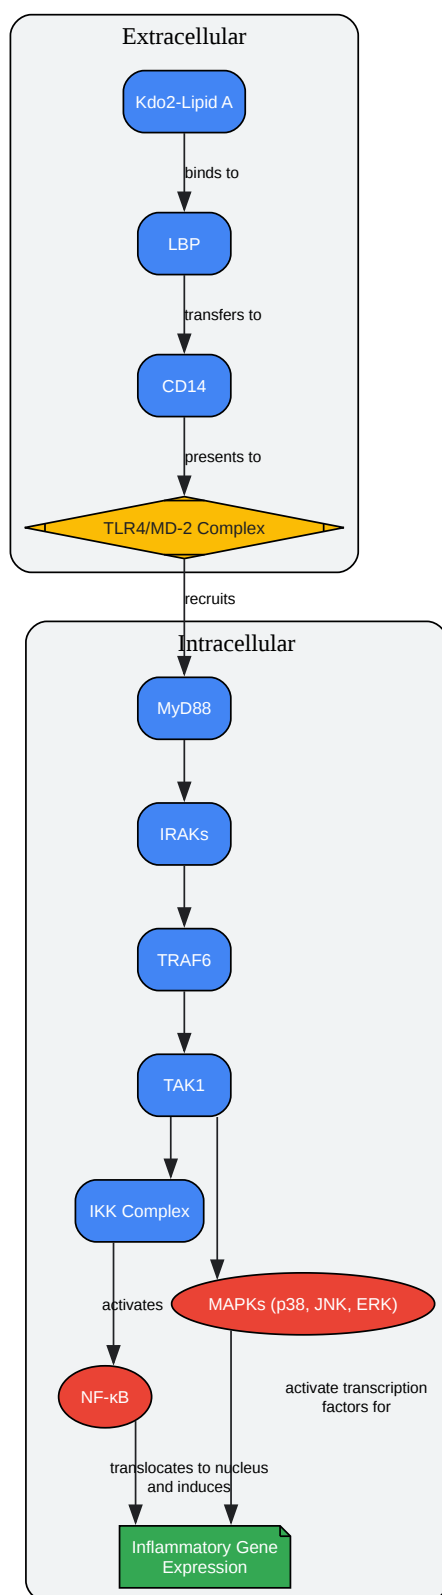 Extracellular
Kdo2-Lipid A
binds to
LBP
transfers to
CD14
presents to
TLR4/MD-2 Complex
recruits
Intracellular
MyD88
IRAKs
TRAF6
TAK1
IKK Complex
activates
MAPKs (p38, JNK, ERK)
NF-κB
activate transcription
factors for
translocates to nucleus
and induces
Inflammatory Gene
Expression